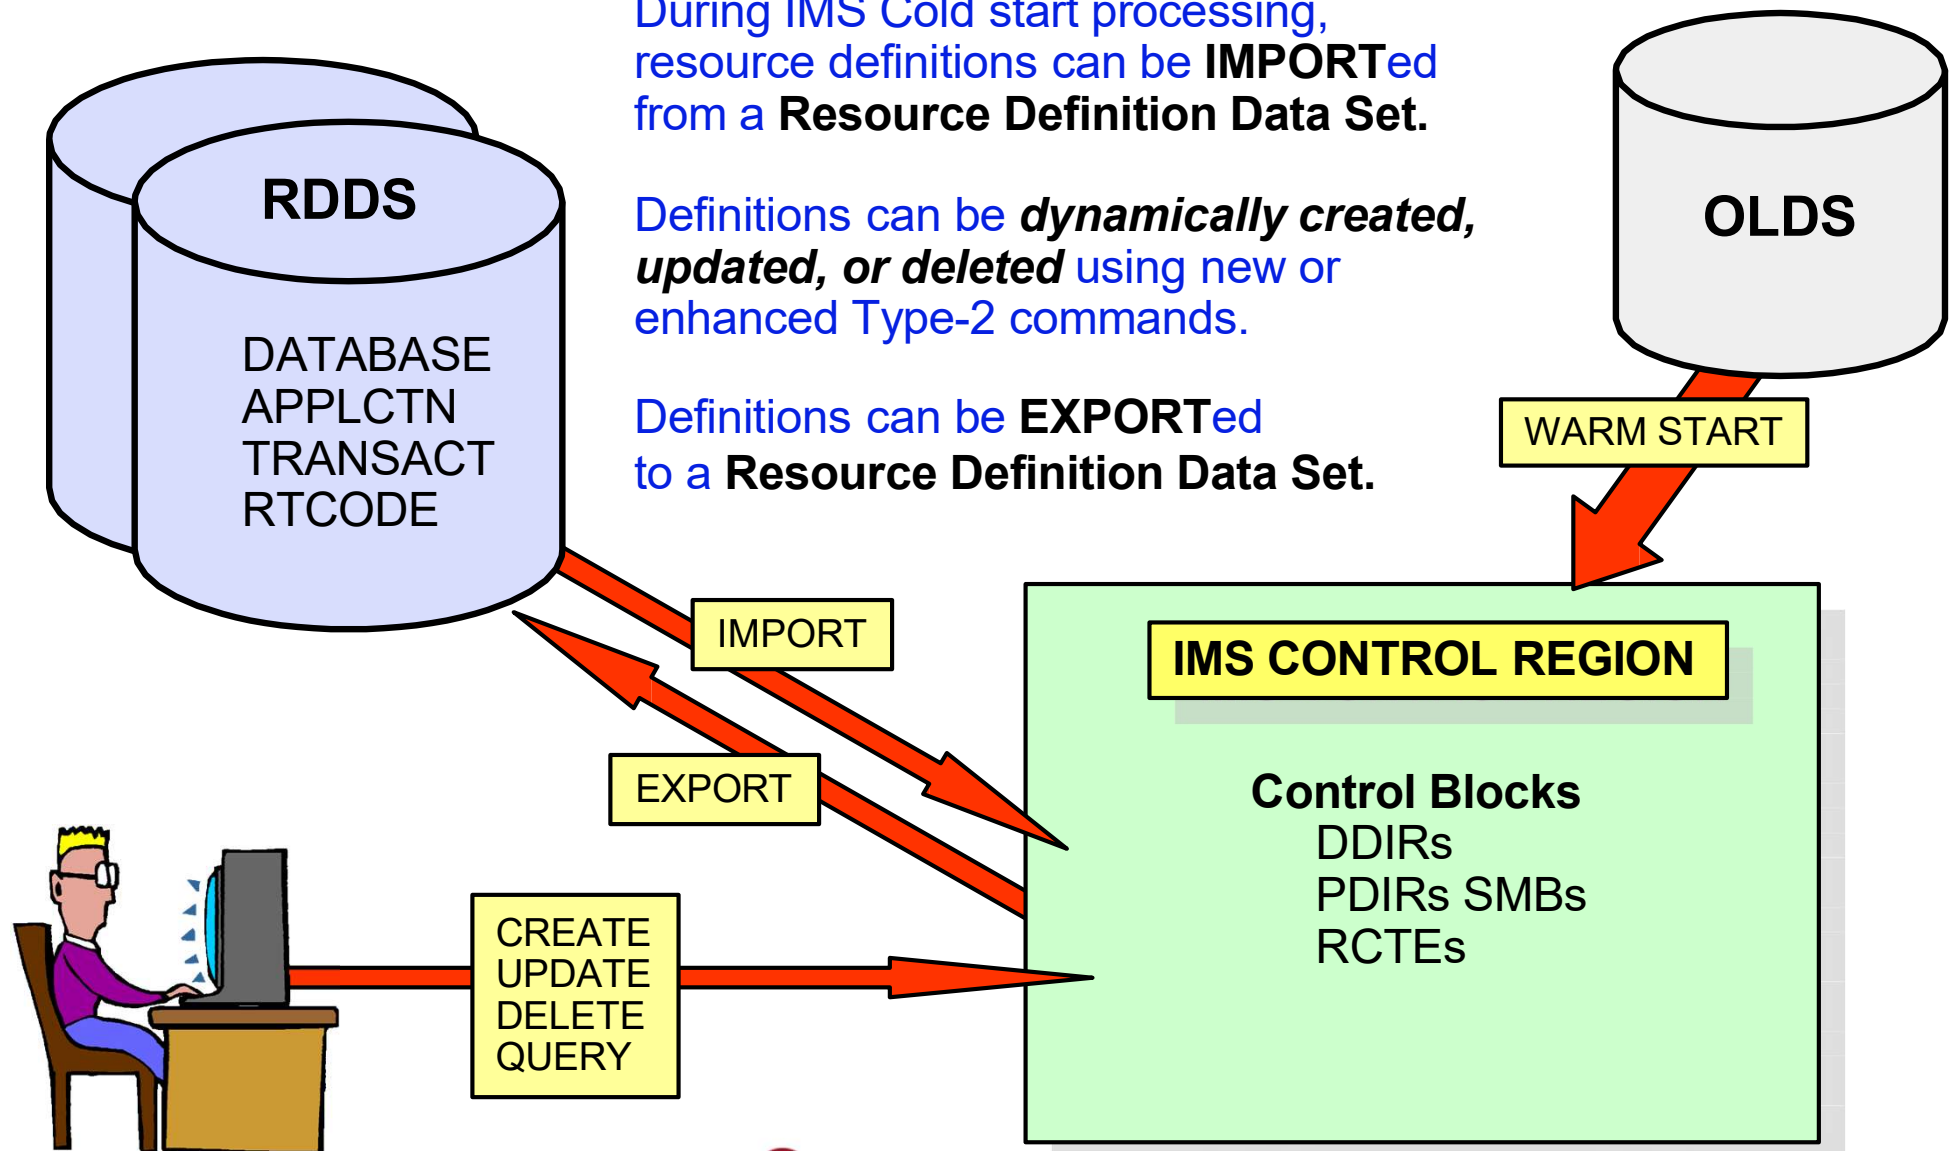 During IMS Cold start processing,
resource definitions can be IMPORTed
from a Resource Definition Data Set.
Definitions can be dynamically created,
updated, or deleted using new or
enhanced Type-2 commands.
Definitions can be EXPORTed
to a Resource Definition Data Set.
RDDS
DATABASE
APPLCTN
TRANSACT
RTCODE
OLDS
WARM START
IMPORT
EXPORT
IMS CONTROL REGION
Control Blocks
DDIRs
PDIRs SMBs
RCTEs
CREATE
UPDATE
DELETE
QUERY